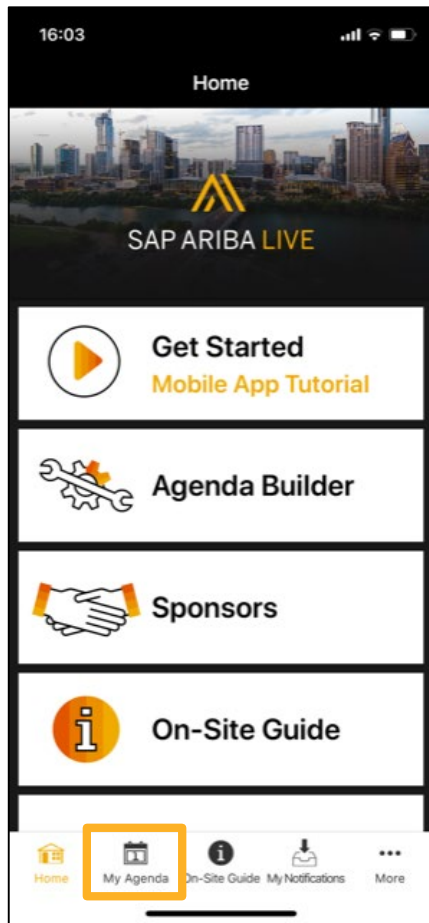 16:03
Home
SAP ARIBA LIVE
Get Started
Mobile App Tutorial
Agenda Builder
Sponsors
On-Site Guide
Home
My Agenda
On-Site Guide
My Notifications
More